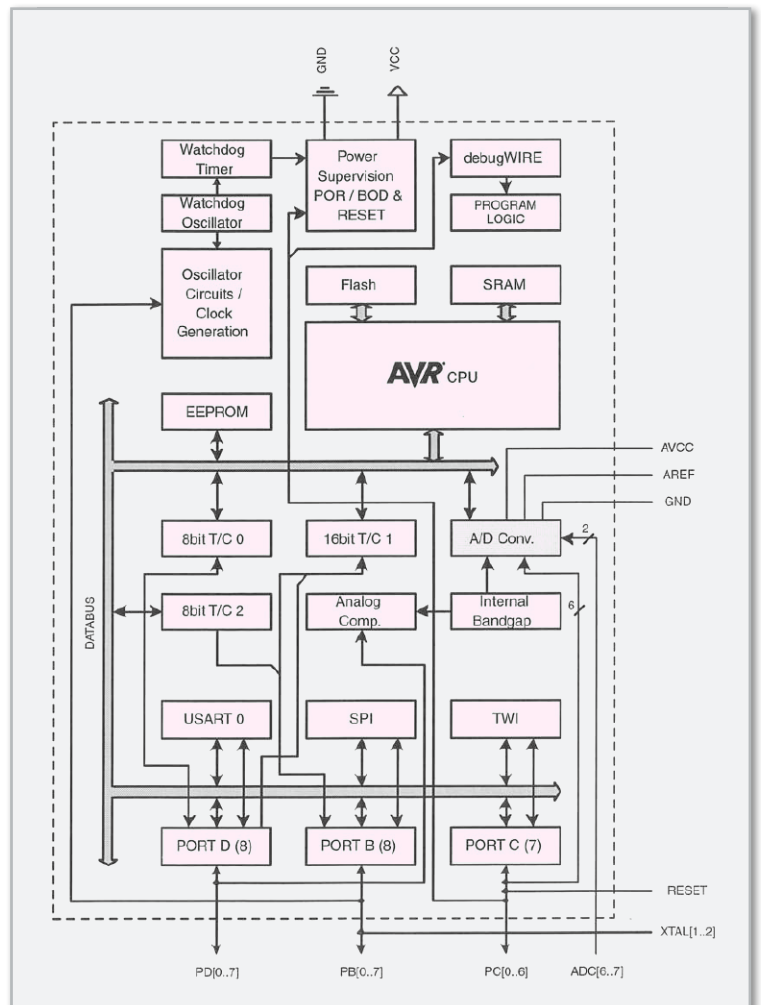 GND
VCC
Watchdog
Timer
Power
Supervision
POR / BOD &
RESET
debugWIRE
Watchdog
Oscillator
PROGRAM
LOGIC
Oscillator
Circuits /
Clock
Generation
Flash
SRAM
AVR CPU
EEPROM
AVCC
AREF
GND
8bit T/C 0
16bit T/C 1
A/D Conv.
2
DATABUS
8bit T/C 2
Analog
Comp.
Internal
Bandgap
6
USART 0
SPI
TWI
PORT D (8)
PORT B (8)
PORT C (7)
RESET
XTAL[1..2]
PD[0..7]
PB[0..7]
PC[0..6]
ADC[6..7]